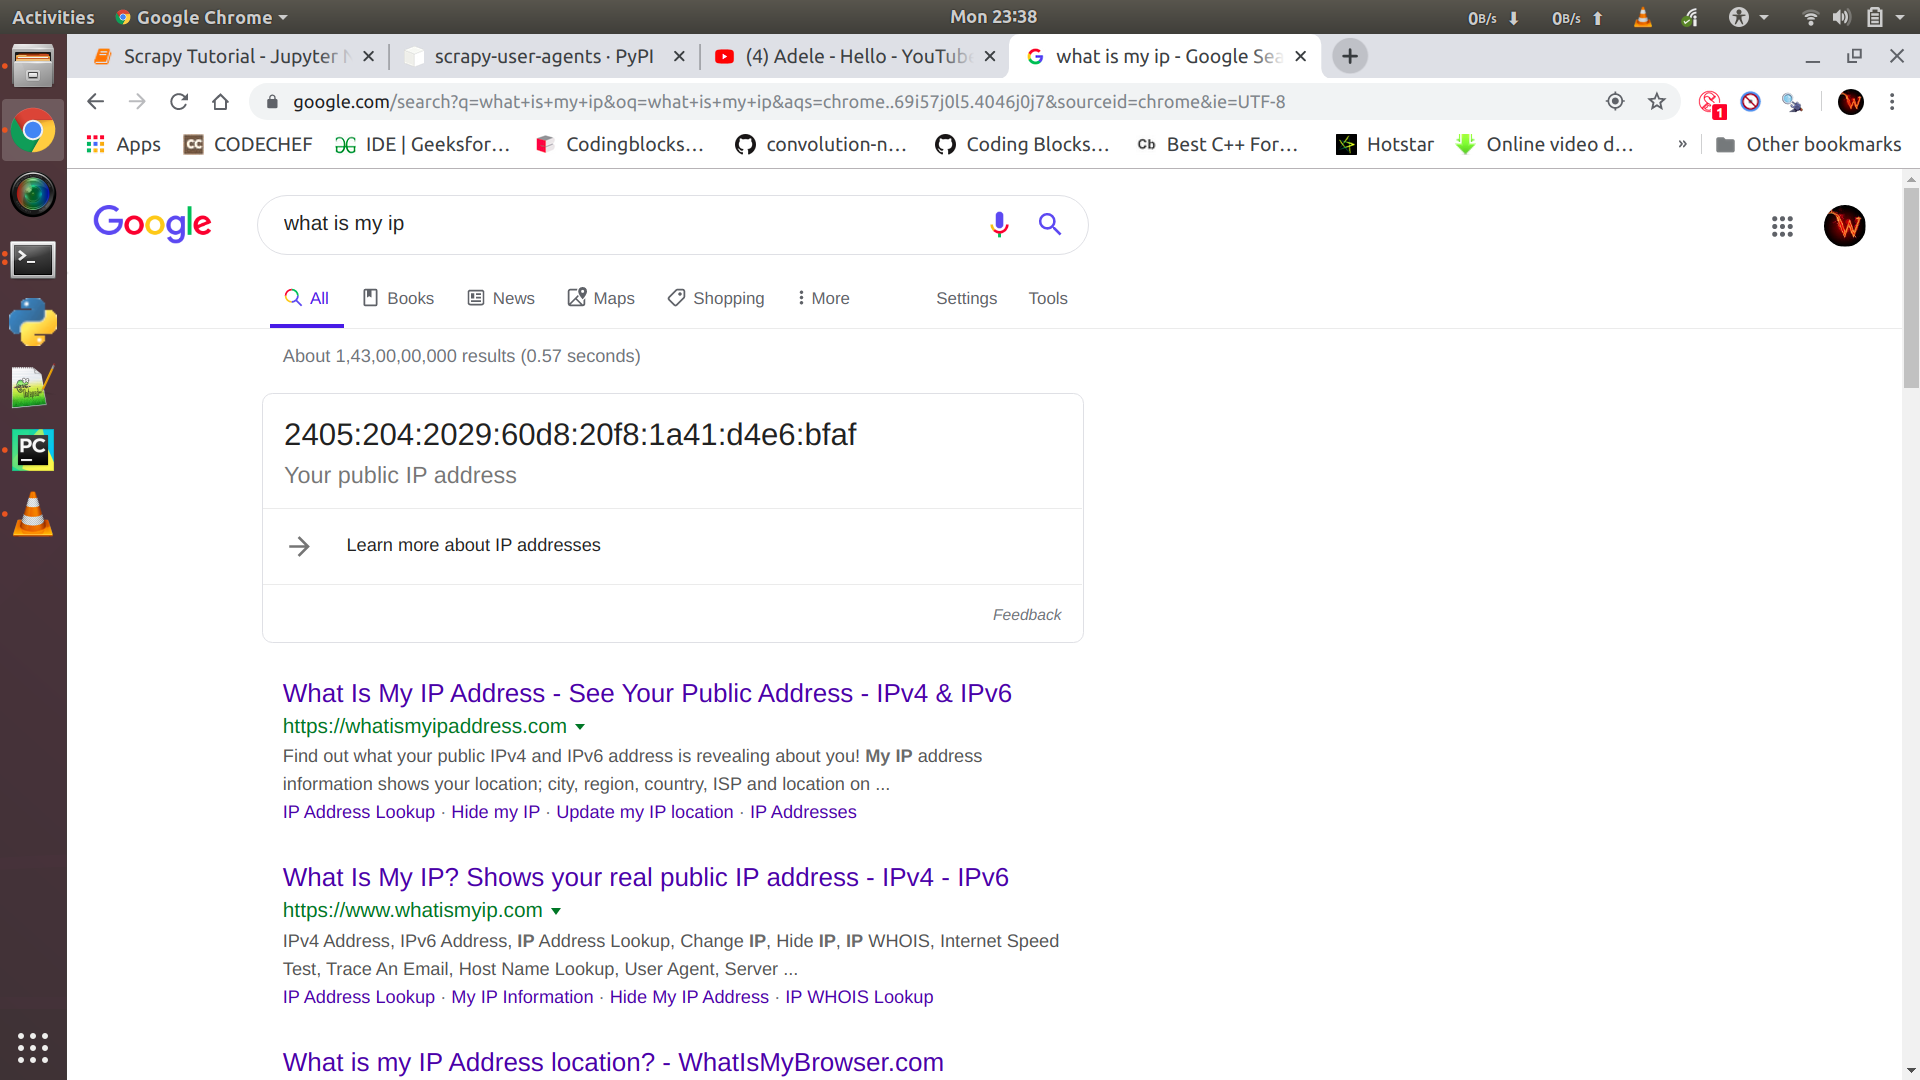 Activities Google Chrome Mon 23:38 0B/s 0B/s
Scrapy Tutorial - Jupyter scrapy-user-agents · PyPI (4) Adele - Hello - YouTube what is my ip - Google Sea
google.com/search?q=what+is+my+ip&oq=what+is+my+ip&aqs=chrome..69i57j0l5.4046j0j7&sourceid=chrome&ie=UTF-8 1 W
Apps CC CODECHEF IDE | Geeksfor... Codingblocks... convolution-n... Coding Blocks... Cb Best C++ For... Hotstar Online video d... » Other bookmarks
Google what is my ip W
All Books News Maps Shopping More Settings Tools
About 1,43,00,00,000 results (0.57 seconds)
2405:204:2029:60d8:20f8:1a41:d4e6:bfaf
Your public IP address
PC
Learn more about IP addresses
Feedback
What Is My IP Address - See Your Public Address - IPv4 & IPv6
https://whatismyipaddress.com
Find out what your public IPv4 and IPv6 address is revealing about you! My IP address
information shows your location; city, region, country, ISP and location on ...
IP Address Lookup · Hide my IP · Update my IP location · IP Addresses
What Is My IP? Shows your real public IP address - IPv4 - IPv6
https://www.whatismyip.com
IPv4 Address, IPv6 Address, IP Address Lookup, Change IP, Hide IP, IP WHOIS, Internet Speed
Test, Trace An Email, Host Name Lookup, User Agent, Server ...
IP Address Lookup · My IP Information · Hide My IP Address · IP WHOIS Lookup
What is my IP Address location? - WhatIsMyBrowser.com